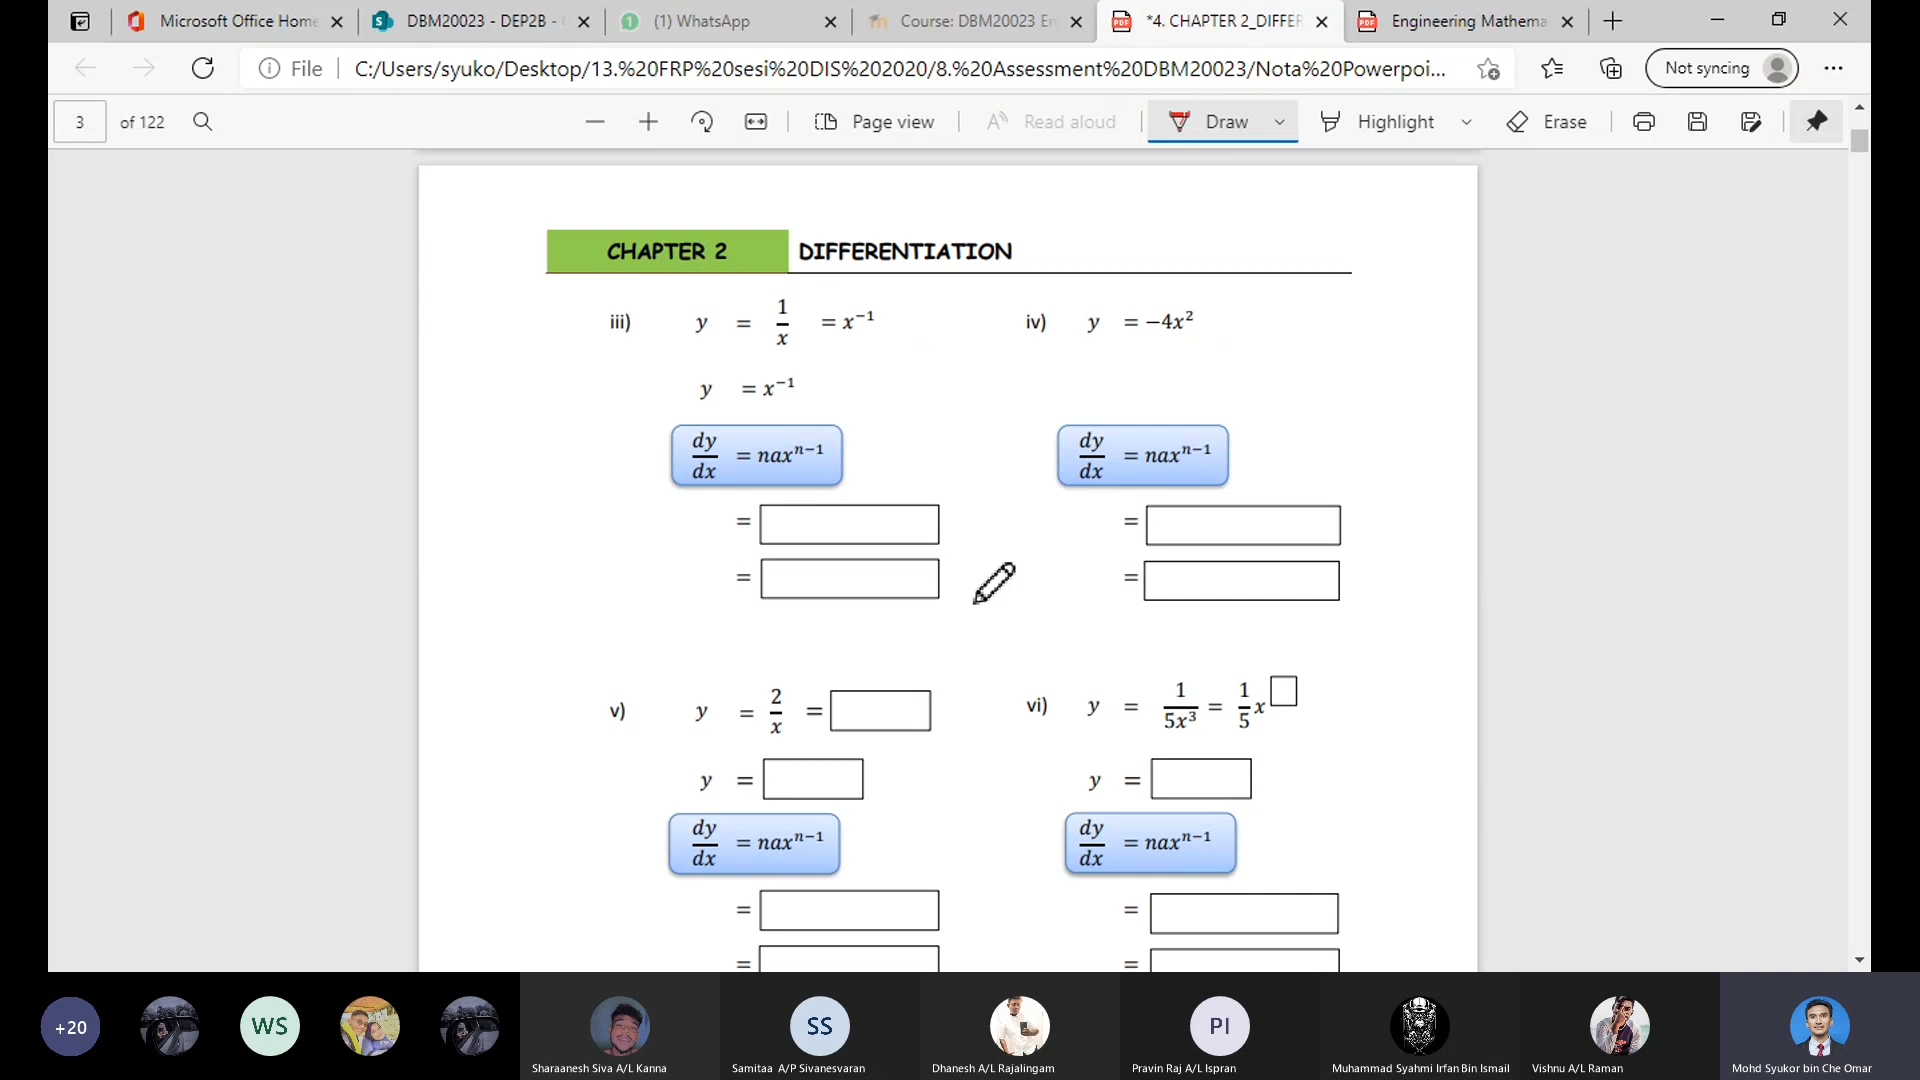 Microsoft Office Home
DBM20023 - DEP2B -
(1) WhatsApp
Course: DBM20023 En
*4. CHAPTER 2_DIFFER
Engineering Mathema
File
C:/Users/syuko/Desktop/13.%20FRP%20sesi%20DIS%202020/8.%20Assessment%20DBM20023/Nota%20Powerpoi...
Not syncing
3 of 122
Page view
Read aloud
Draw
Highlight
Erase
CHAPTER 2 DIFFERENTIATION
iii) y = 1/x = x⁻¹
iv) y = −4x²
y = x⁻¹
dy/dx = naxⁿ⁻¹
dy/dx = naxⁿ⁻¹
=
=
=
=
v) y = 2/x =
vi) y = 1/5x³ = 1/5 x
y =
y =
dy/dx = naxⁿ⁻¹
dy/dx = naxⁿ⁻¹
=
=
=
=
+20
WS
SS
PI
Sharaanesh Siva A/L Kanna
Samitaa A/P Sivanesvaran
Dhanesh A/L Rajalingam
Pravin Raj A/L Ispran
Muhammad Syahmi Irfan Bin Ismail
Vishnu A/L Raman
Mohd Syukor bin Che Omar